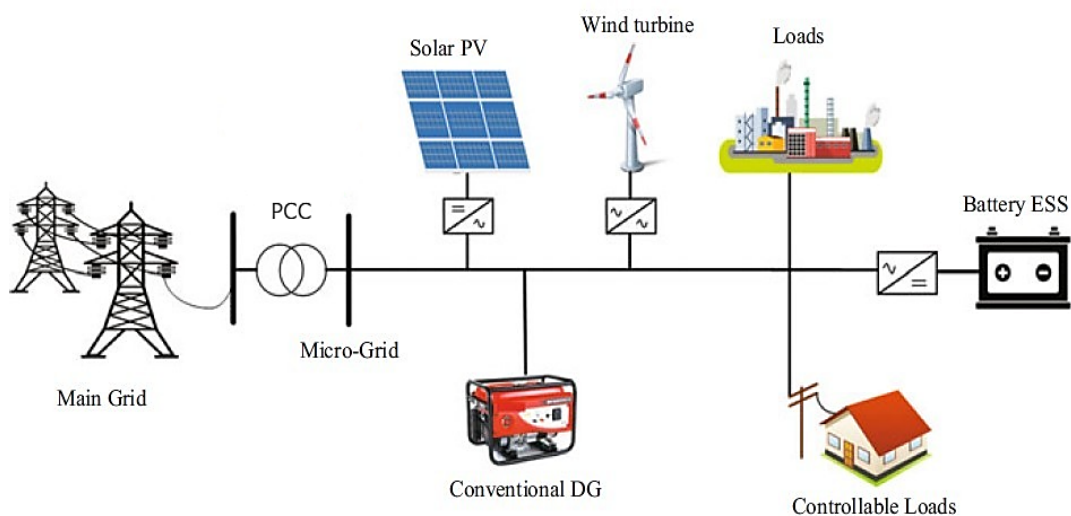 Wind turbine
Solar PV
Loads
PCC
Battery ESS
Micro-Grid
Main Grid
Conventional DG
Controllable Loads